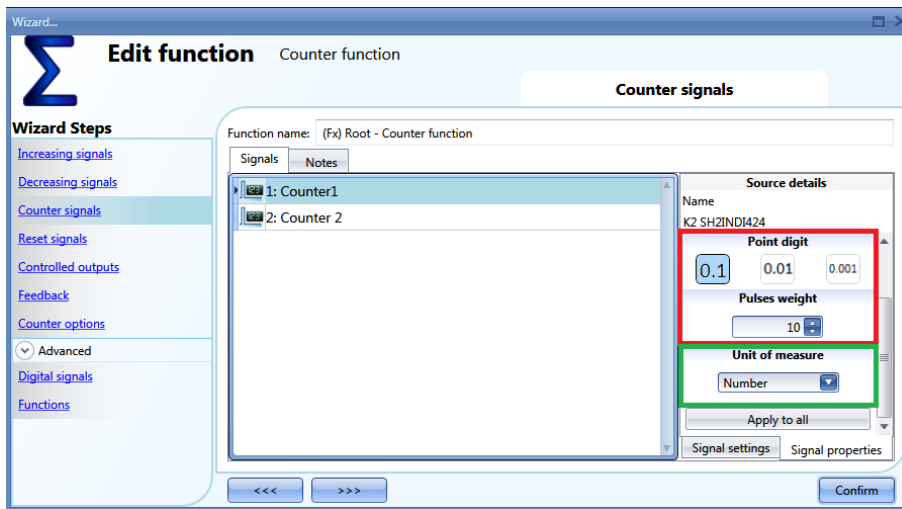 Wizard...
Edit function Counter function
Counter signals
Wizard Steps
Increasing signals
Decreasing signals
Counter signals
Reset signals
Controlled outputs
Feedback
Counter options
Advanced
Digital signals
Functions
Function name: (Fx) Root - Counter function
Signals Notes
1: Counter1
2: Counter 2
Source details
Name
K2 SH2INDI424
Point digit
0.1 0.01 0.001
Pulses weight
10
Unit of measure
Number
Apply to all
Signal settings Signal properties
<<< >>> Confirm